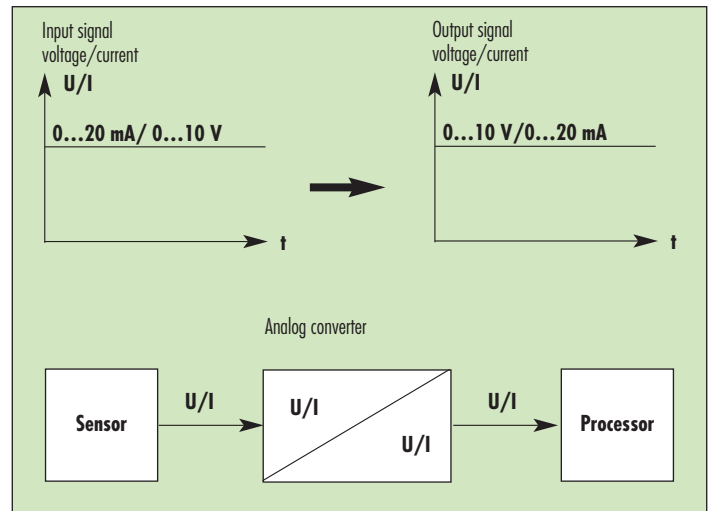 Input signal
voltage/current
U/I
0...20 mA/ 0...10 V
t
Output signal
voltage/current
U/I
0...10 V/0...20 mA
t
Analog converter
Sensor
U/I
U/I
U/I
U/I
Processor